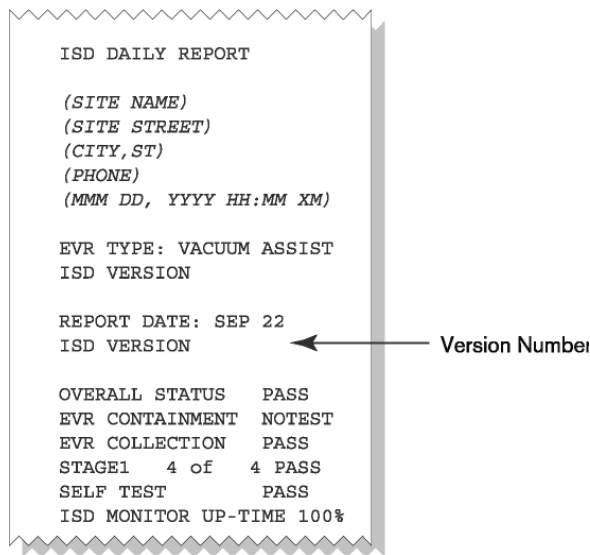 ISD DAILY REPORT
(SITE NAME)
(SITE STREET)
(CITY,ST)
(PHONE)
(MMM DD, YYYY HH:MM XM)
EVR TYPE: VACUUM ASSIST
ISD VERSION
REPORT DATE: SEP 22
ISD VERSION
Version Number
OVERALL STATUS PASS
EVR CONTAINMENT NOTEST
EVR COLLECTION PASS
STAGE1 4 of 4 PASS
SELF TEST PASS
ISD MONITOR UP-TIME 100%